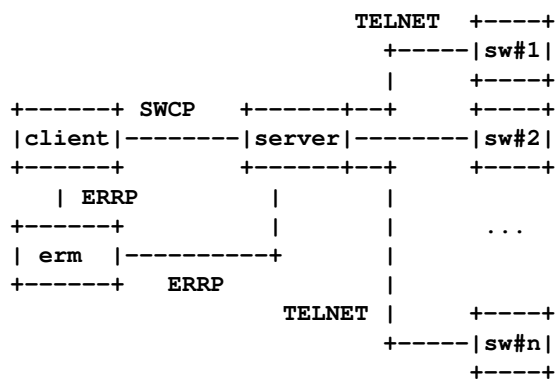 TELNET +----+
+-----|sw#1|
| +----+
+------+ SWCP +------+--+ +----+
|client|--------|server|--------|sw#2|
+------+ +------+--+ +----+
| ERRP | |
+------+ | | ...
| erm |-----------+ |
+------+ ERRP |
TELNET | +----+
+-----|sw#n|
+----+